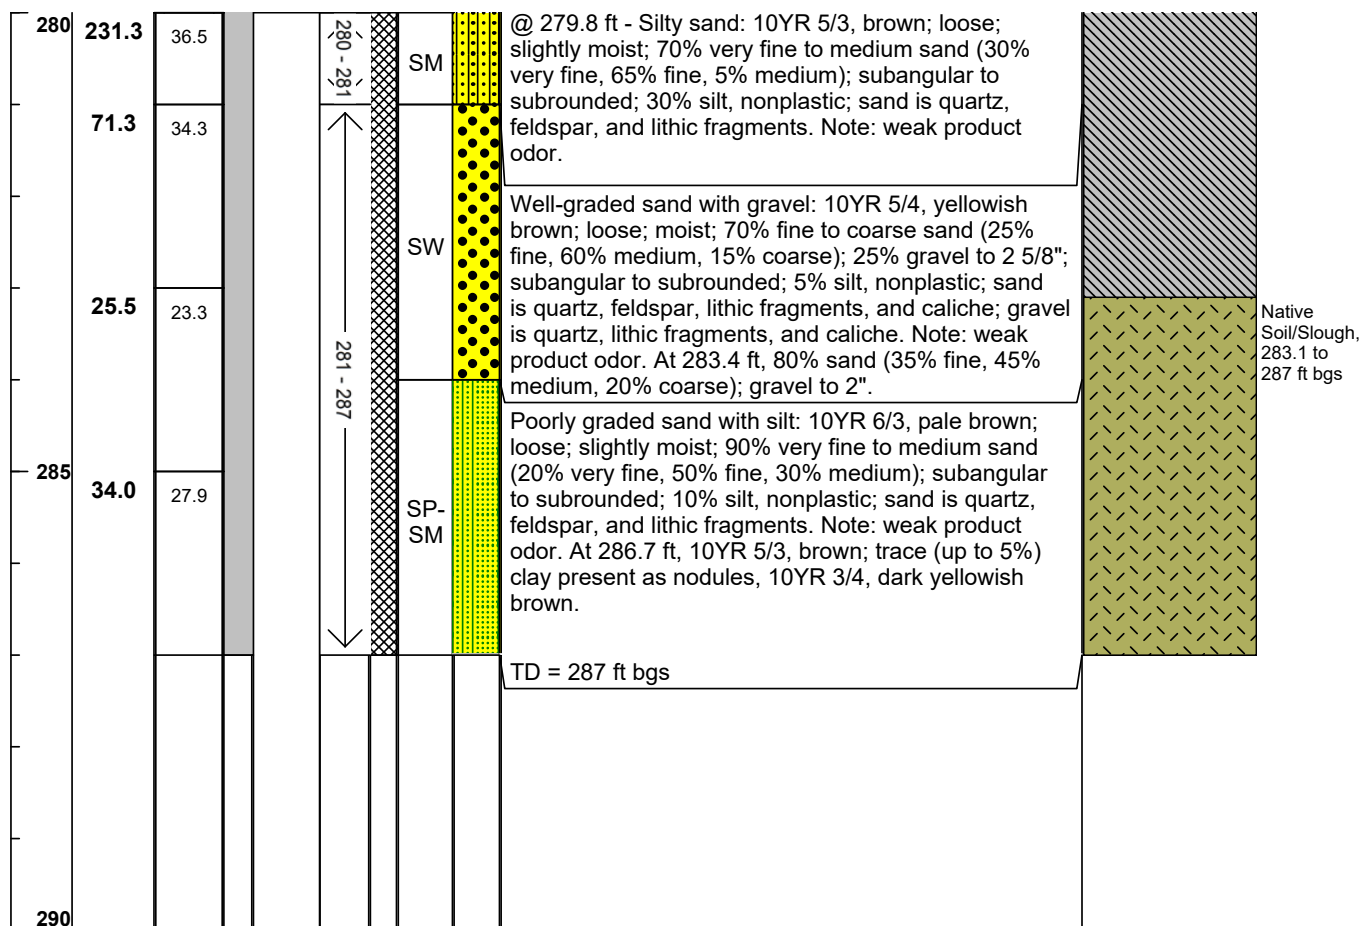 280
231.3
36.5
280 - 281
SM
@ 279.8 ft - Silty sand: 10YR 5/3, brown; loose;
slightly moist; 70% very fine to medium sand (30%
very fine, 65% fine, 5% medium); subangular to
subrounded; 30% silt, nonplastic; sand is quartz,
feldspar, and lithic fragments. Note: weak product
odor.
71.3
34.3
SW
Well-graded sand with gravel: 10YR 5/4, yellowish
brown; loose; moist; 70% fine to coarse sand (25%
fine, 60% medium, 15% coarse); 25% gravel to 2 5/8";
subangular to subrounded; 5% silt, nonplastic; sand
is quartz, feldspar, lithic fragments, and caliche; gravel
is quartz, lithic fragments, and caliche. Note: weak
product odor. At 283.4 ft, 80% sand (35% fine, 45%
medium, 20% coarse); gravel to 2".
25.5
23.3
281 - 287
Native
Soil/Slough,
283.1 to
287 ft bgs
285
34.0
27.9
SP-
SM
Poorly graded sand with silt: 10YR 6/3, pale brown;
loose; slightly moist; 90% very fine to medium sand
(20% very fine, 50% fine, 30% medium); subangular
to subrounded; 10% silt, nonplastic; sand is quartz,
feldspar, and lithic fragments. Note: weak product
odor. At 286.7 ft, 10YR 5/3, brown; trace (up to 5%)
clay present as nodules, 10YR 3/4, dark yellowish
brown.
TD = 287 ft bgs
290